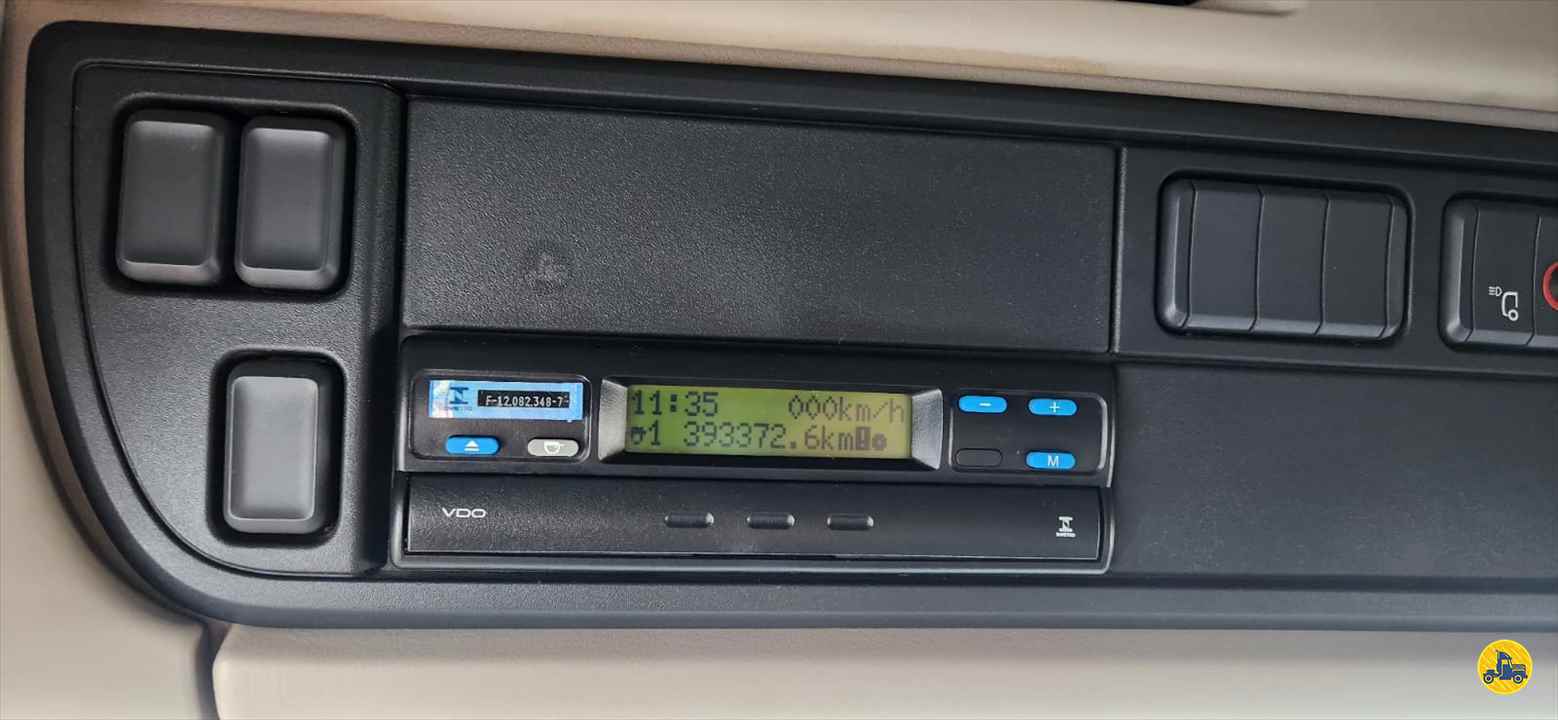 F-12.082.348-7
11:35 000km/h
1 393372.6km
- +
M
VDO